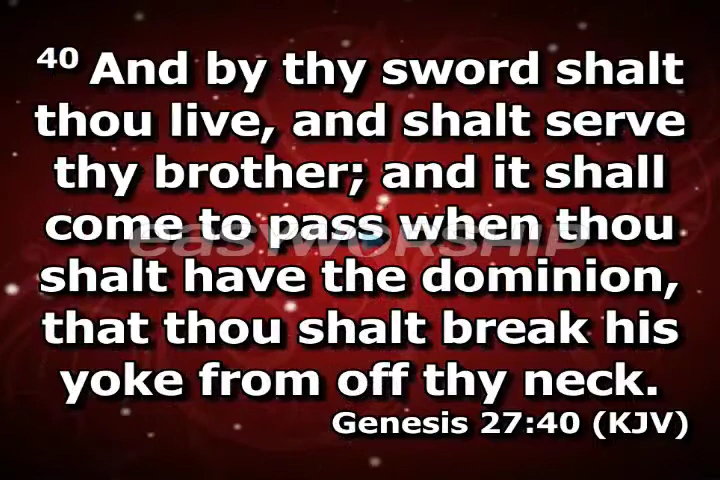 40 And by thy sword shalt
thou live, and shalt serve
thy brother; and it shall
come to pass when thou
easyworship
shalt have the dominion,
that thou shalt break his
yoke from off thy neck.
Genesis 27:40 (KJV)